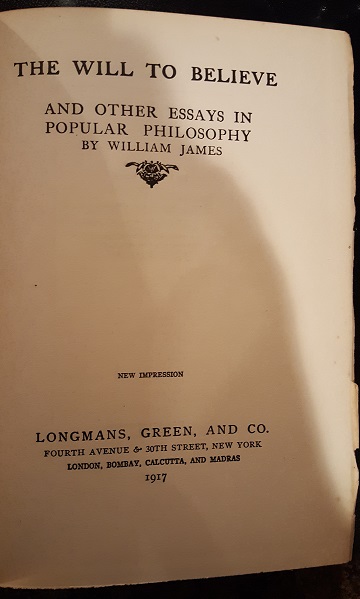 THE WILL TO BELIEVE
AND OTHER ESSAYS IN
POPULAR PHILOSOPHY
BY WILLIAM JAMES
NEW IMPRESSION
LONGMANS, GREEN, AND CO.
FOURTH AVENUE & 30TH STREET, NEW YORK
LONDON, BOMBAY, CALCUTTA, AND MADRAS
1917